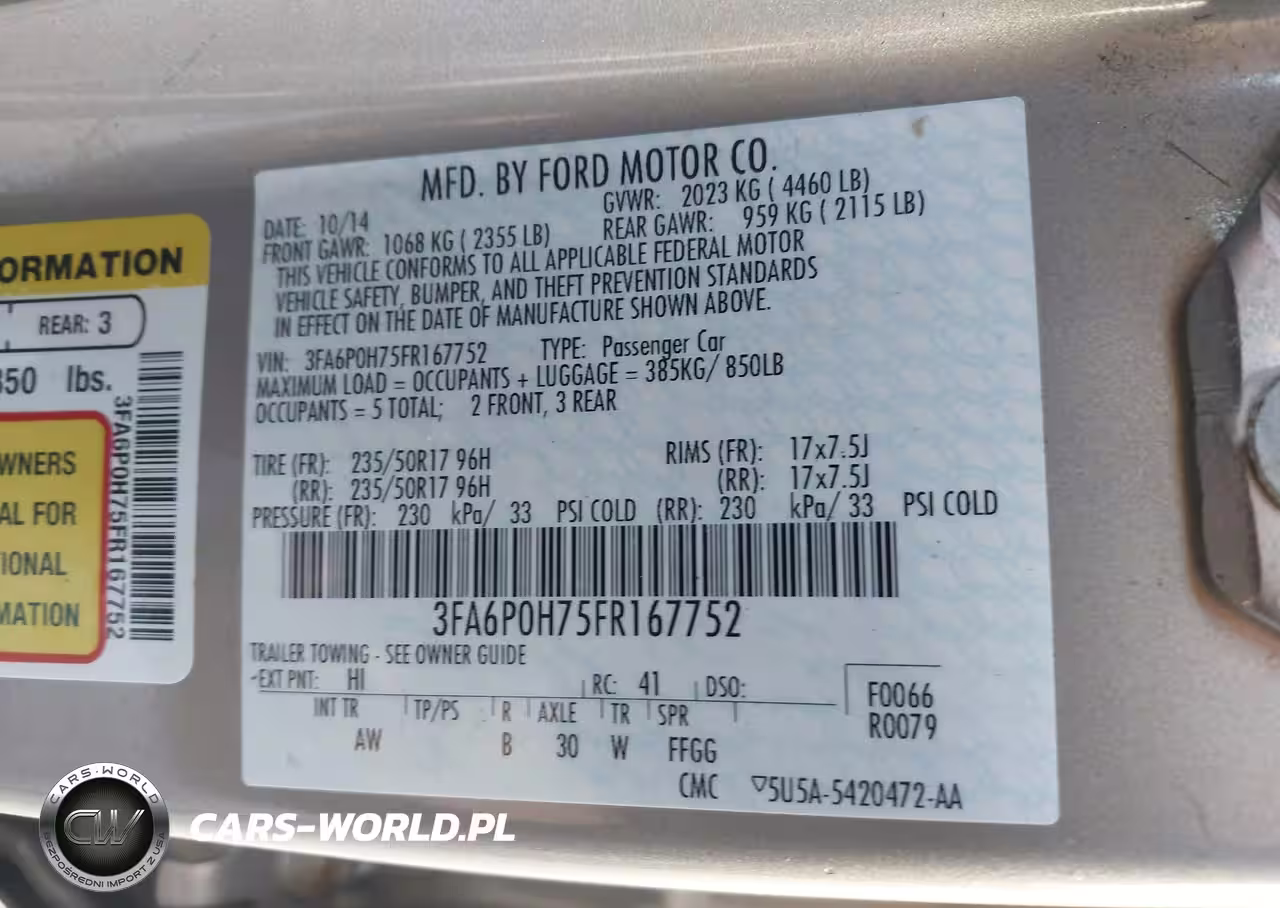 ORMATION
REAR: 3
850 lbs.
WNERS
AL FOR
IONAL
MATION
3FA6P0H75FR167752
MFD. BY FORD MOTOR CO.
DATE: 10/14 GVWR: 2023 KG ( 4460 LB)
FRONT GAWR: 1068 KG ( 2355 LB) REAR GAWR: 959 KG ( 2115 LB)
THIS VEHICLE CONFORMS TO ALL APPLICABLE FEDERAL MOTOR
VEHICLE SAFETY, BUMPER, AND THEFT PREVENTION STANDARDS
IN EFFECT ON THE DATE OF MANUFACTURE SHOWN ABOVE.
VIN: 3FA6P0H75FR167752 TYPE: Passenger Car
MAXIMUM LOAD = OCCUPANTS + LUGGAGE = 385KG/ 850LB
OCCUPANTS = 5 TOTAL; 2 FRONT, 3 REAR
TIRE (FR): 235/50R17 96H RIMS (FR): 17x7.5J
(RR): 235/50R17 96H (RR): 17x7.5J
PRESSURE (FR): 230 kPa/ 33 PSI COLD (RR): 230 kPa/ 33 PSI COLD
3FA6P0H75FR167752
TRAILER TOWING - SEE OWNER GUIDE
EXT PNT: HI RC: 41 DSO:
INT TR TP/PS R AXLE TR SPR
AW B 30 W FFGG
F0066
R0079
CMC ▽5U5A-5420472-AA
CARS-WORLD
CW
BEZPOŚREDNI IMPORT Z USA
CARS-WORLD.PL